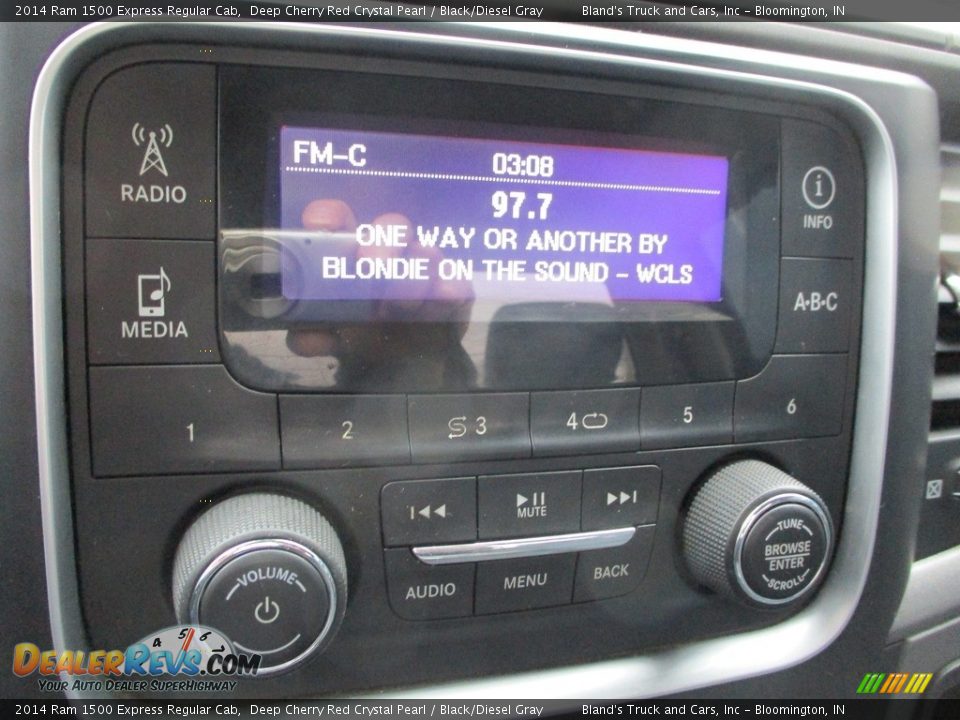 2014 Ram 1500 Express Regular Cab, Deep Cherry Red Crystal Pearl / Black/Diesel Gray Bland's Truck and Cars, Inc - Bloomington, IN
RADIO
FM-C 03:08
97.7
ONE WAY OR ANOTHER BY
BLONDIE ON THE SOUND - WCLS
i
INFO
MEDIA
A·B·C
1 2 3 4 5 6
MUTE
AUDIO MENU BACK
VOLUME
TUNE
BROWSE
ENTER
SCROLL
4 5 6
DEALERREVS.COM
YOUR AUTO DEALER SUPERHIGHWAY
2014 Ram 1500 Express Regular Cab, Deep Cherry Red Crystal Pearl / Black/Diesel Gray Bland's Truck and Cars, Inc - Bloomington, IN